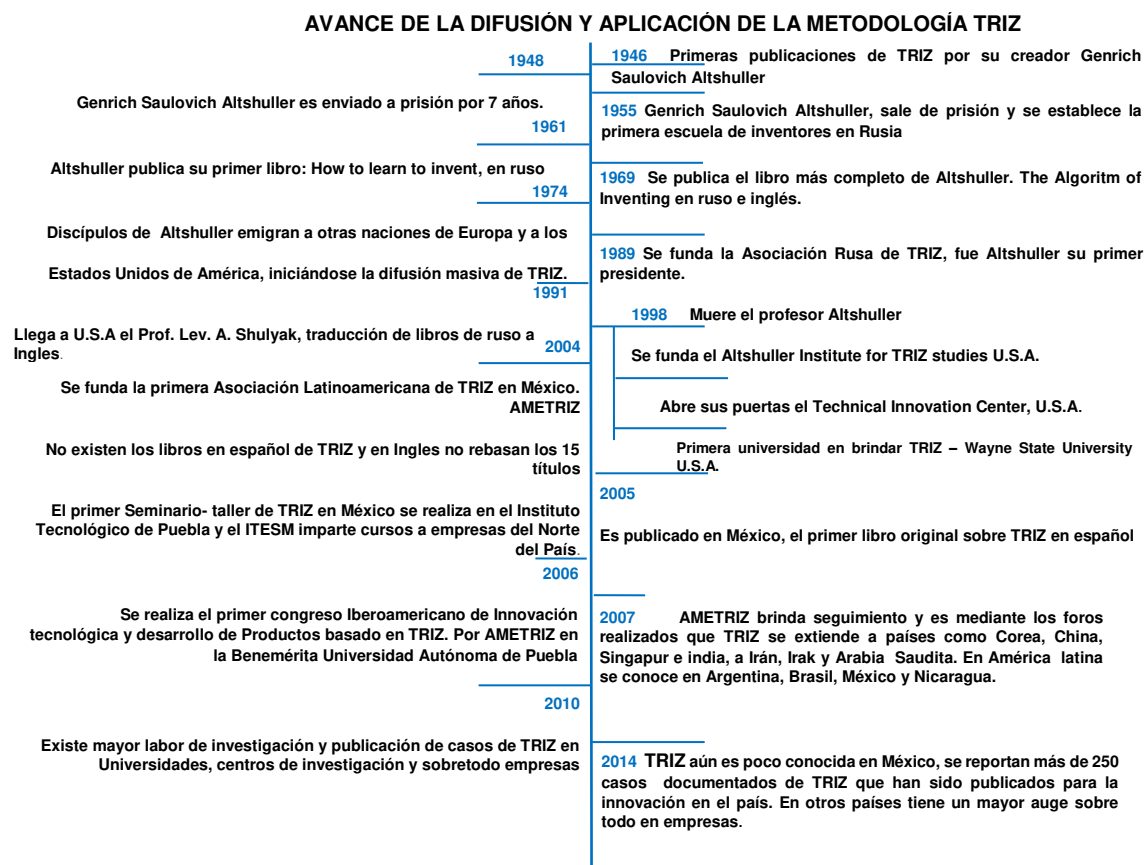 AVANCE DE LA DIFUSIÓN Y APLICACIÓN DE LA METODOLOGÍA TRIZ
1946 Primeras publicaciones de TRIZ por su creador Genrich
Saulovich Altshuller
1948
Genrich Saulovich Altshuller es enviado a prisión por 7 años.
1955 Genrich Saulovich Altshuller, sale de prisión y se establece la
primera escuela de inventores en Rusia
1961
Altshuller publica su primer libro: How to learn to invent, en ruso
1969 Se publica el libro más completo de Altshuller. The Algoritm of
Inventing en ruso e inglés.
1974
Discípulos de Altshuller emigran a otras naciones de Europa y a los
Estados Unidos de América, iniciándose la difusión masiva de TRIZ.
1989 Se funda la Asociación Rusa de TRIZ, fue Altshuller su primer
presidente.
1991
Llega a U.S.A el Prof. Lev. A. Shulyak, traducción de libros de ruso a
Ingles.
1998 Muere el profesor Altshuller
Se funda el Altshuller Institute for TRIZ studies U.S.A.
Abre sus puertas el Technical Innovation Center, U.S.A.
Primera universidad en brindar TRIZ – Wayne State University
U.S.A.
2004
Se funda la primera Asociación Latinoamericana de TRIZ en México.
AMETRIZ
No existen los libros en español de TRIZ y en Ingles no rebasan los 15
títulos
El primer Seminario- taller de TRIZ en México se realiza en el Instituto
Tecnológico de Puebla y el ITESM imparte cursos a empresas del Norte
del País.
2005
Es publicado en México, el primer libro original sobre TRIZ en español
2006
Se realiza el primer congreso Iberoamericano de Innovación
tecnológica y desarrollo de Productos basado en TRIZ. Por AMETRIZ en
la Benemérita Universidad Autónoma de Puebla
2007 AMETRIZ brinda seguimiento y es mediante los foros
realizados que TRIZ se extiende a países como Corea, China,
Singapur e india, a Irán, Irak y Arabia Saudita. En América latina
se conoce en Argentina, Brasil, México y Nicaragua.
2010
Existe mayor labor de investigación y publicación de casos de TRIZ en
Universidades, centros de investigación y sobretodo empresas
2014 TRIZ aún es poco conocida en México, se reportan más de 250
casos documentados de TRIZ que han sido publicados para la
innovación en el país. En otros países tiene un mayor auge sobre
todo en empresas.